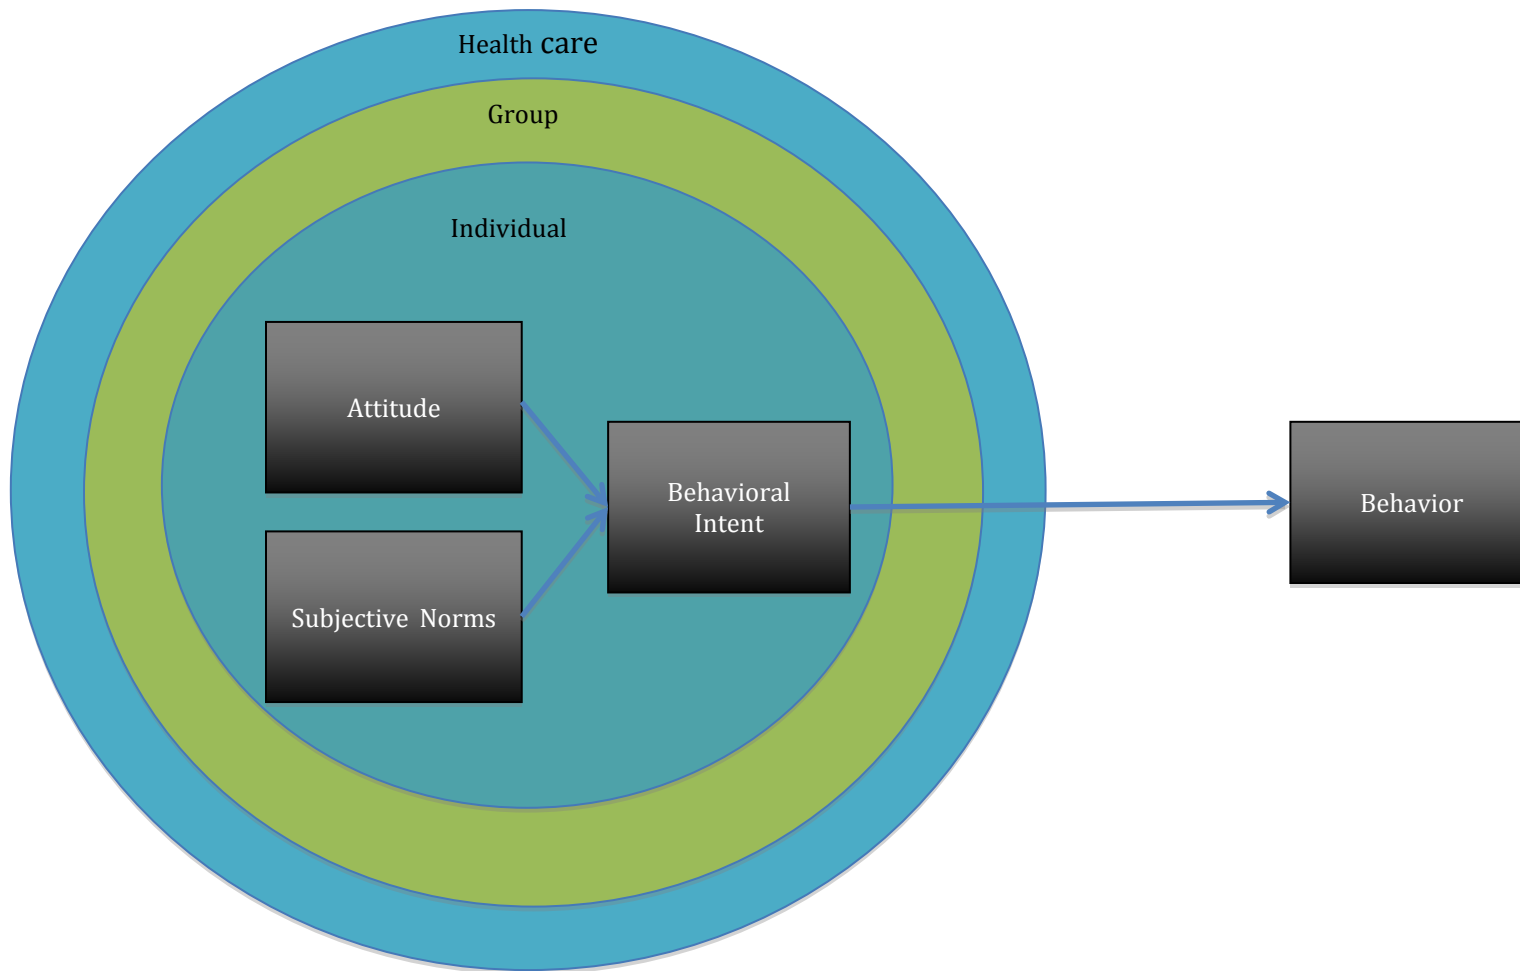 Health care
Group
Individual
Attitude
Behavioral
Intent
Behavior
Subjective Norms